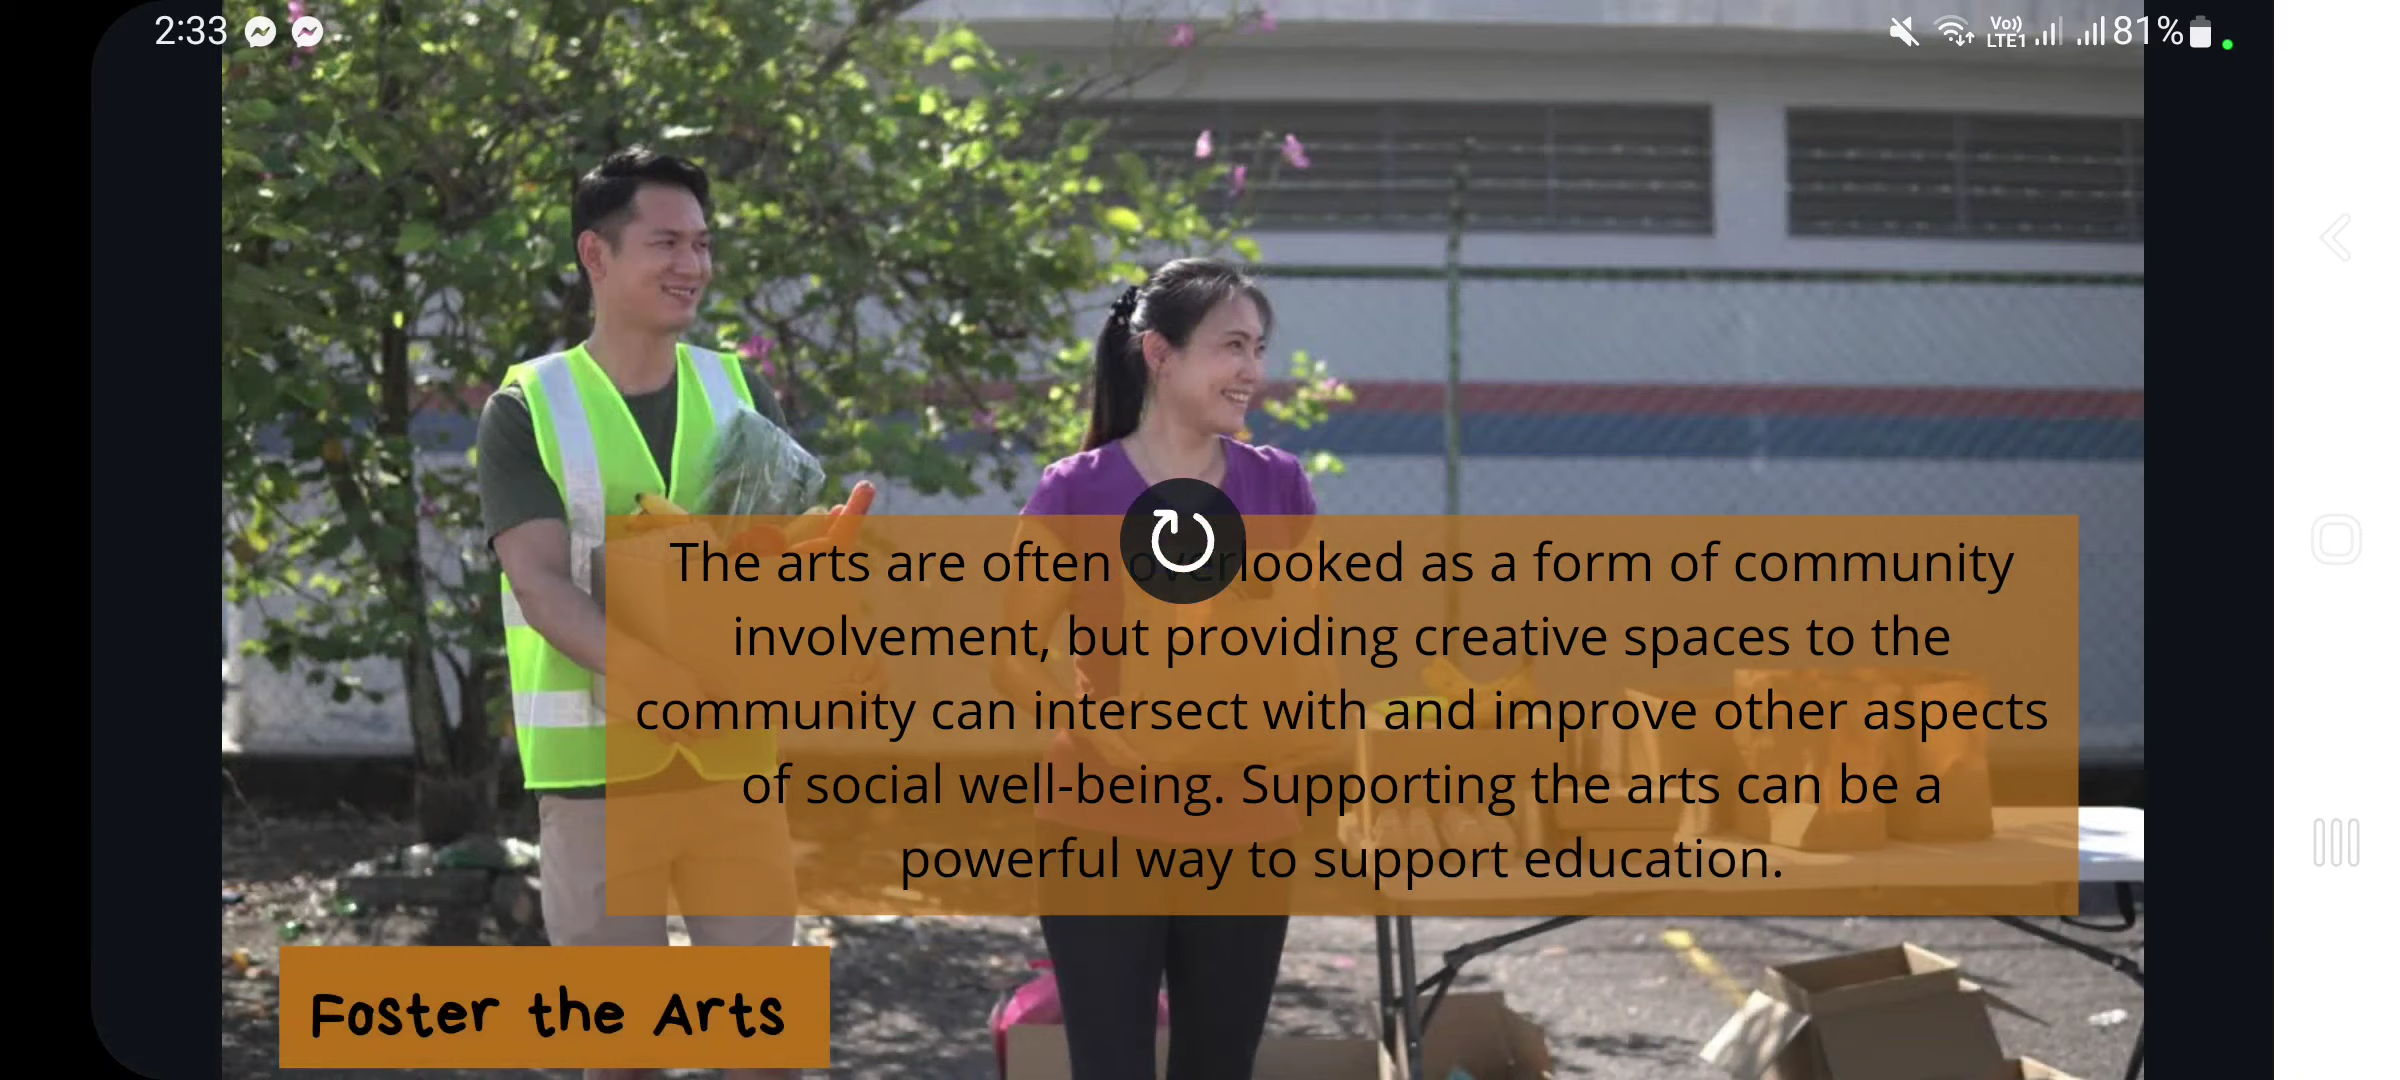 2:33
Vo))
LTE1
81%
The arts are often overlooked as a form of community
involvement, but providing creative spaces to the
community can intersect with and improve other aspects
of social well-being. Supporting the arts can be a
powerful way to support education.
Foster the Arts